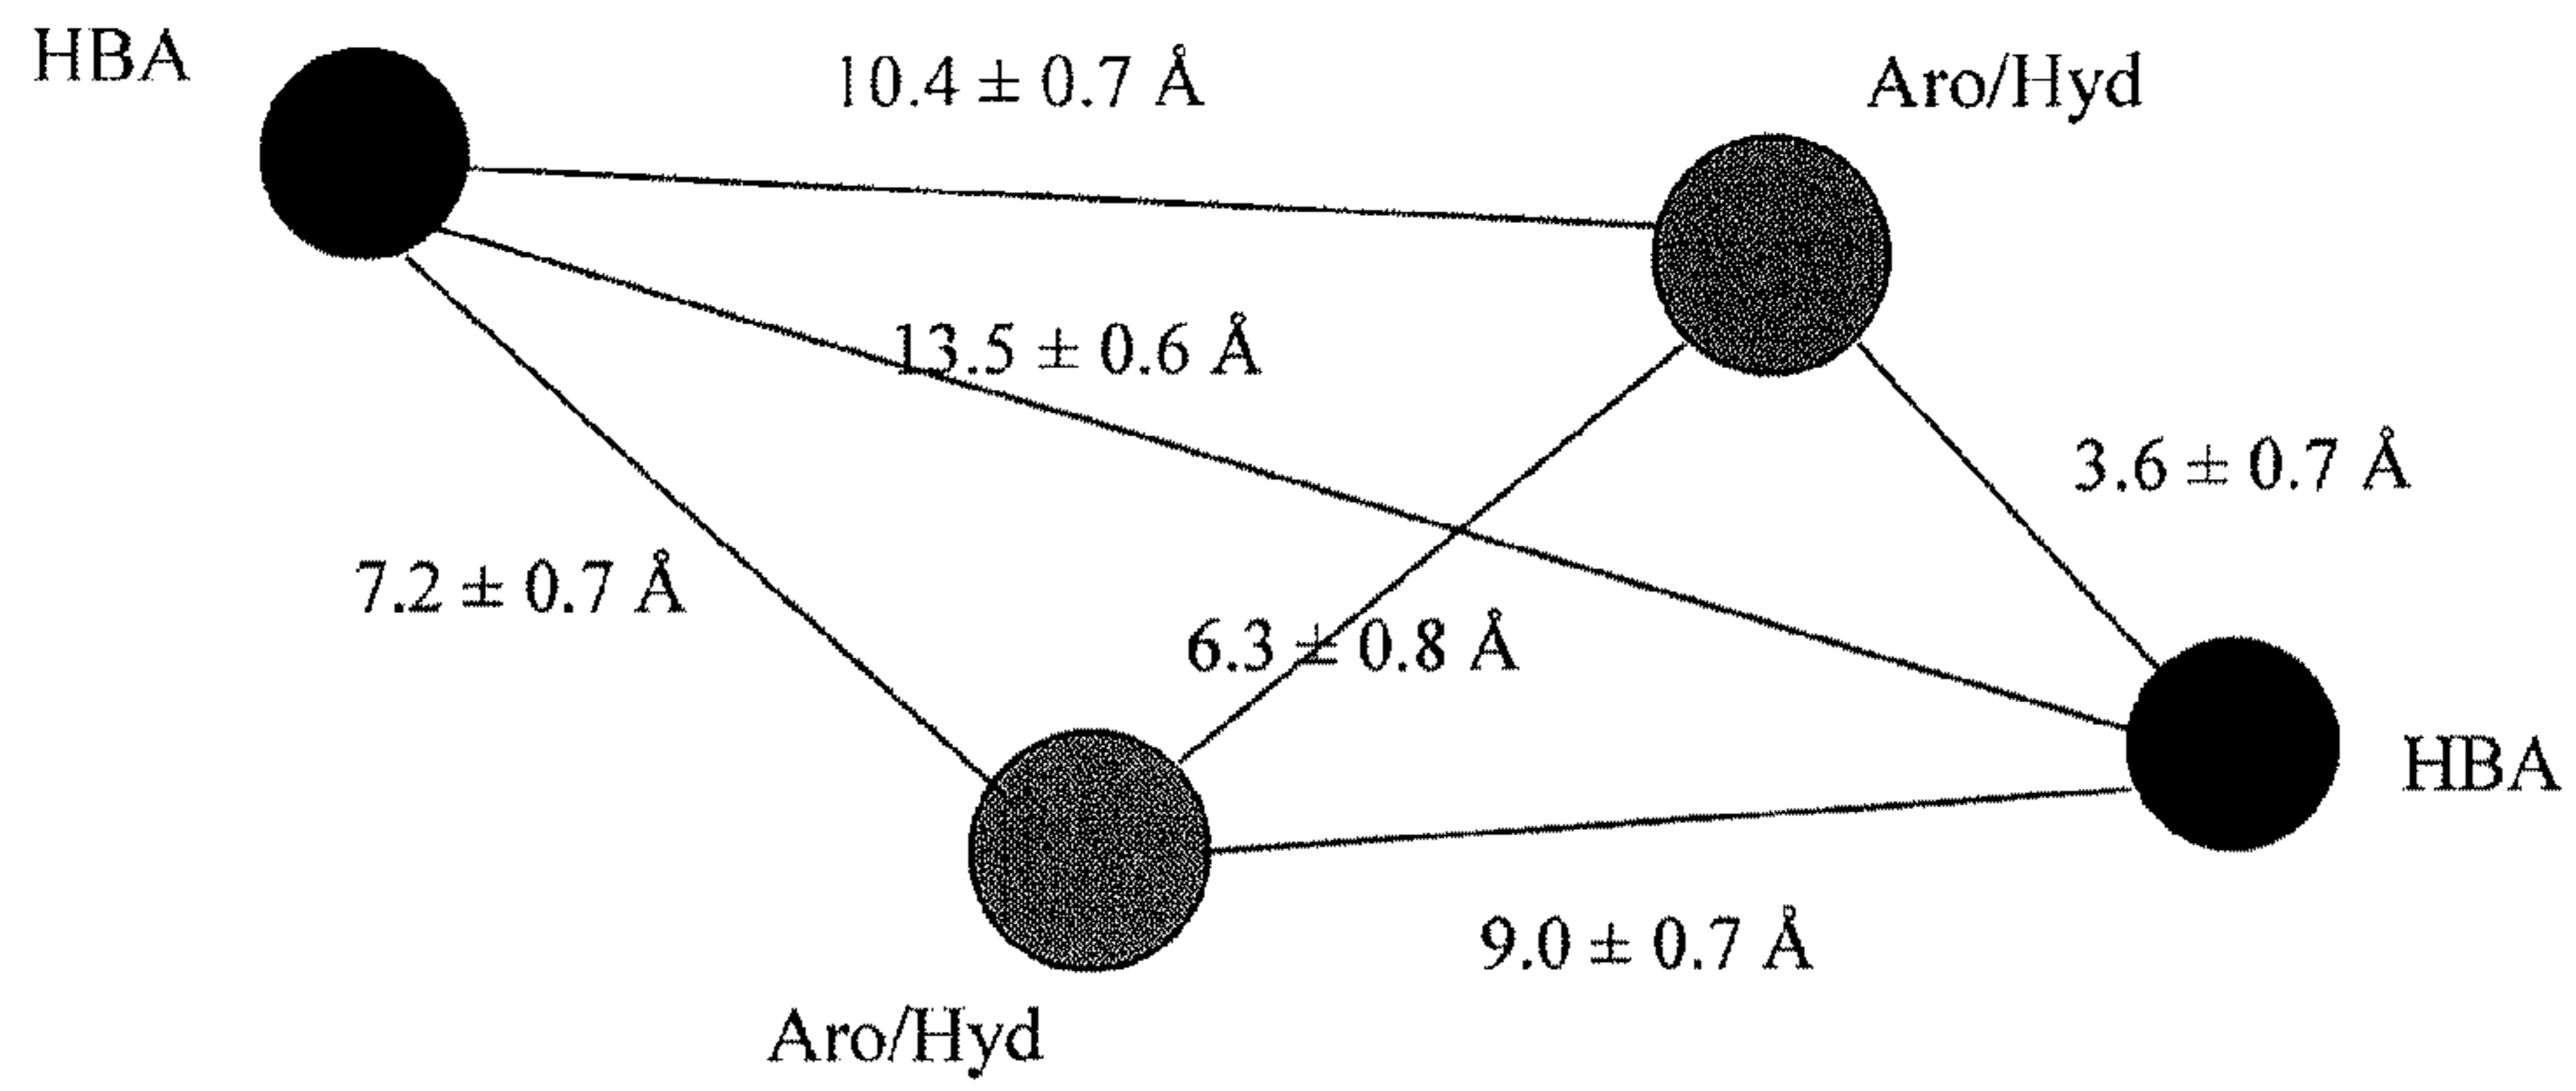 HBA
10.4 ± 0.7 Å
Aro/Hyd
13.5 ± 0.6 Å
3.6 ± 0.7 Å
7.2 ± 0.7 Å
6.3 ± 0.8 Å
HBA
9.0 ± 0.7 Å
Aro/Hyd